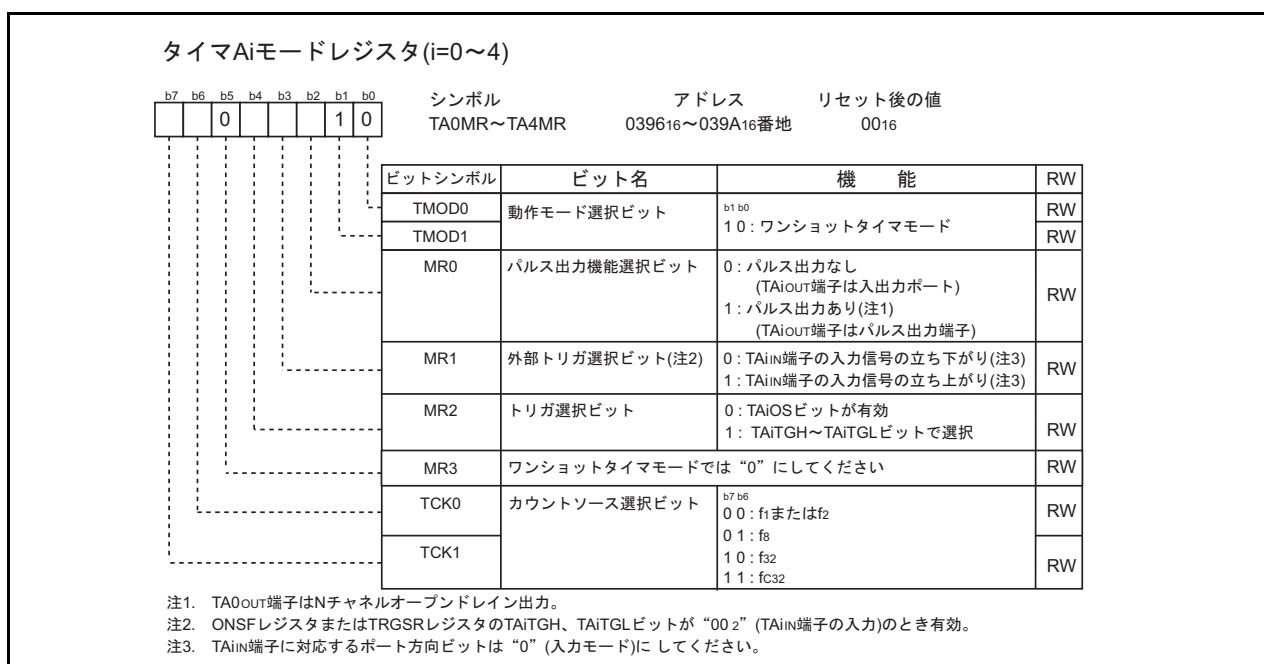 タイマAiモードレジスタ(i=0〜4)
b7 b6 b5 b4 b3 b2 b1 b0
0 1 0
シンボル アドレス リセット後の値
TA0MR〜TA4MR 039616〜039A16番地 0016
ビットシンボル ビット名 機 能 RW
TMOD0 動作モード選択ビット b1 b0 RW
1 0 : ワンショットタイマモード
TMOD1 RW
MR0 パルス出力機能選択ビット 0 : パルス出力なし
(TAiOUT端子は入出力ポート)
RW
1 : パルス出力あり(注1)
(TAiOUT端子はパルス出力端子)
MR1 外部トリガ選択ビット(注2) 0 : TAiIN端子の入力信号の立ち下がり(注3)
1 : TAiIN端子の入力信号の立ち上がり(注3) RW
MR2 トリガ選択ビット 0 : TAiOSビットが有効
1 : TAiTGH〜TAiTGLビットで選択 RW
MR3 ワンショットタイマモードでは“0”にしてください RW
TCK0 カウントソース選択ビット b7 b6
0 0 : f1またはf2 RW
0 1 : f8
TCK1 1 0 : f32
1 1 : fC32 RW
注1. TA0OUT端子はNチャネルオープンドレイン出力。
注2. ONSFレジスタまたはTRGSRレジスタのTAiTGH、TAiTGLビットが“00 2”(TAiIN端子の入力)のとき有効。
注3. TAiIN端子に対応するポート方向ビットは“0”(入力モード)に してください。